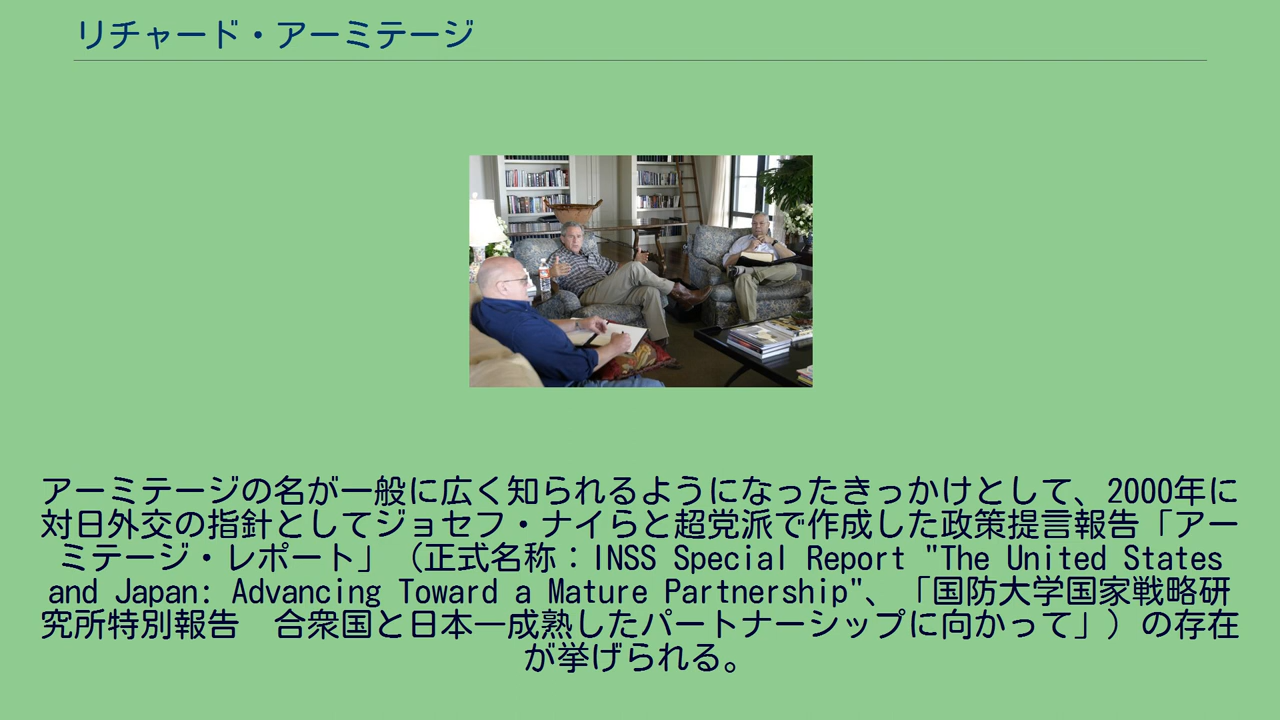 リチャード・アーミテージ
アーミテージの名が一般に広く知られるようになったきっかけとして、2000年に
対日外交の指針としてジョセフ・ナイらと超党派で作成した政策提言報告「アー
ミテージ・レポート」（正式名称：INSS Special Report "The United States
and Japan: Advancing Toward a Mature Partnership"、「国防大学国家戦略研
究所特別報告　合衆国と日本―成熟したパートナーシップに向かって」）の存在
が挙げられる。